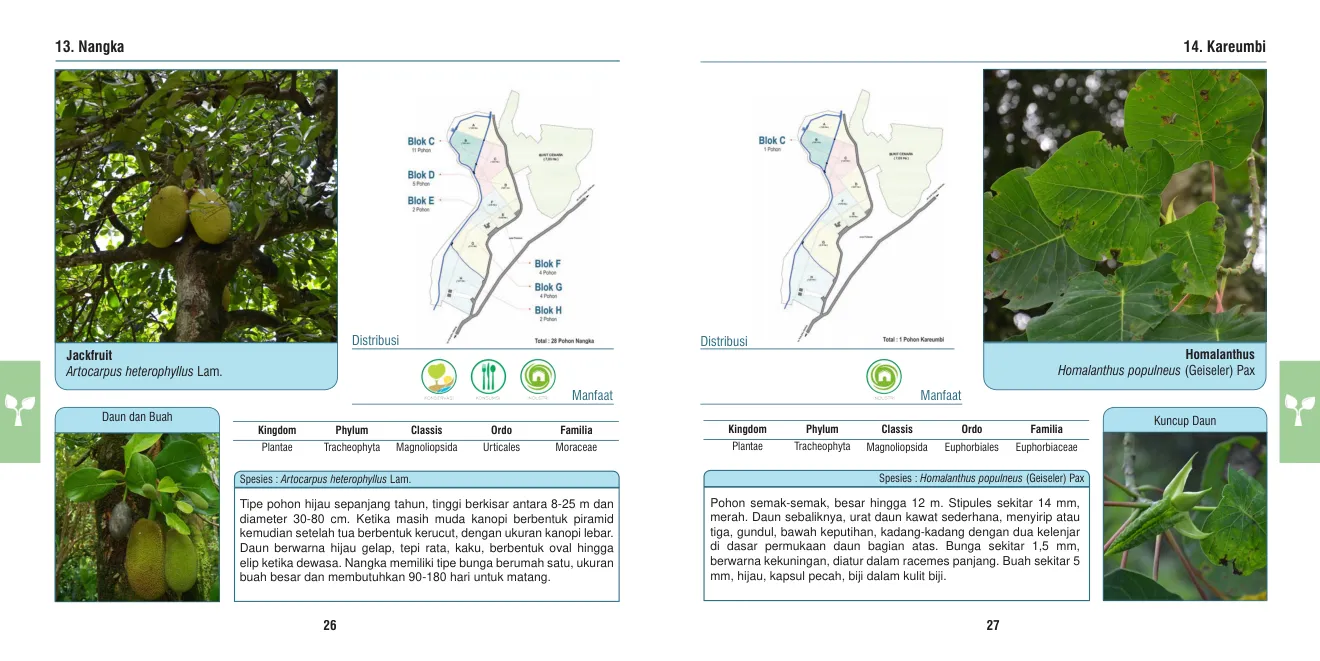 13. Nangka
Blok C
11 Pohon
Blok D
5 Pohon
Blok E
2 Pohon
BUKIT CEMARA
Blok F
4 Pohon
Blok G
4 Pohon
Blok H
2 Pohon
Total : 28 Pohon Nangka
Distribusi
Jackfruit
Artocarpus heterophyllus Lam.
Manfaat
Daun dan Buah
Kingdom Phylum Classis Ordo Familia
Plantae Tracheophyta Magnoliopsida Urticales Moraceae
Spesies : Artocarpus heterophyllus Lam.
Tipe pohon hijau sepanjang tahun, tinggi berkisar antara 8-25 m dan
diameter 30-80 cm. Ketika masih muda kanopi berbentuk piramid
kemudian setelah tua berbentuk kerucut, dengan ukuran kanopi lebar.
Daun berwarna hijau gelap, tepi rata, kaku, berbentuk oval hingga
elip ketika dewasa. Nangka memiliki tipe bunga berumah satu, ukuran
buah besar dan membutuhkan 90-180 hari untuk matang.
26
14. Kareumbi
Blok C
1 Pohon
BUKIT CEMARA
Total : 1 Pohon Kareumbi
Distribusi
Homalanthus
Homalanthus populneus (Geiseler) Pax
Manfaat
Kingdom Phylum Classis Ordo Familia
Plantae Tracheophyta Magnoliopsida Euphorbiales Euphorbiaceae
Kuncup Daun
Spesies : Homalanthus populneus (Geiseler) Pax
Pohon semak-semak, besar hingga 12 m. Stipules sekitar 14 mm,
merah. Daun sebaliknya, urat daun kawat sederhana, menyirip atau
tiga, gundul, bawah keputihan, kadang-kadang dengan dua kelenjar
di dasar permukaan daun bagian atas. Bunga sekitar 1,5 mm,
berwarna kekuningan, diatur dalam racemes panjang. Buah sekitar 5
mm, hijau, kapsul pecah, biji dalam kulit biji.
27